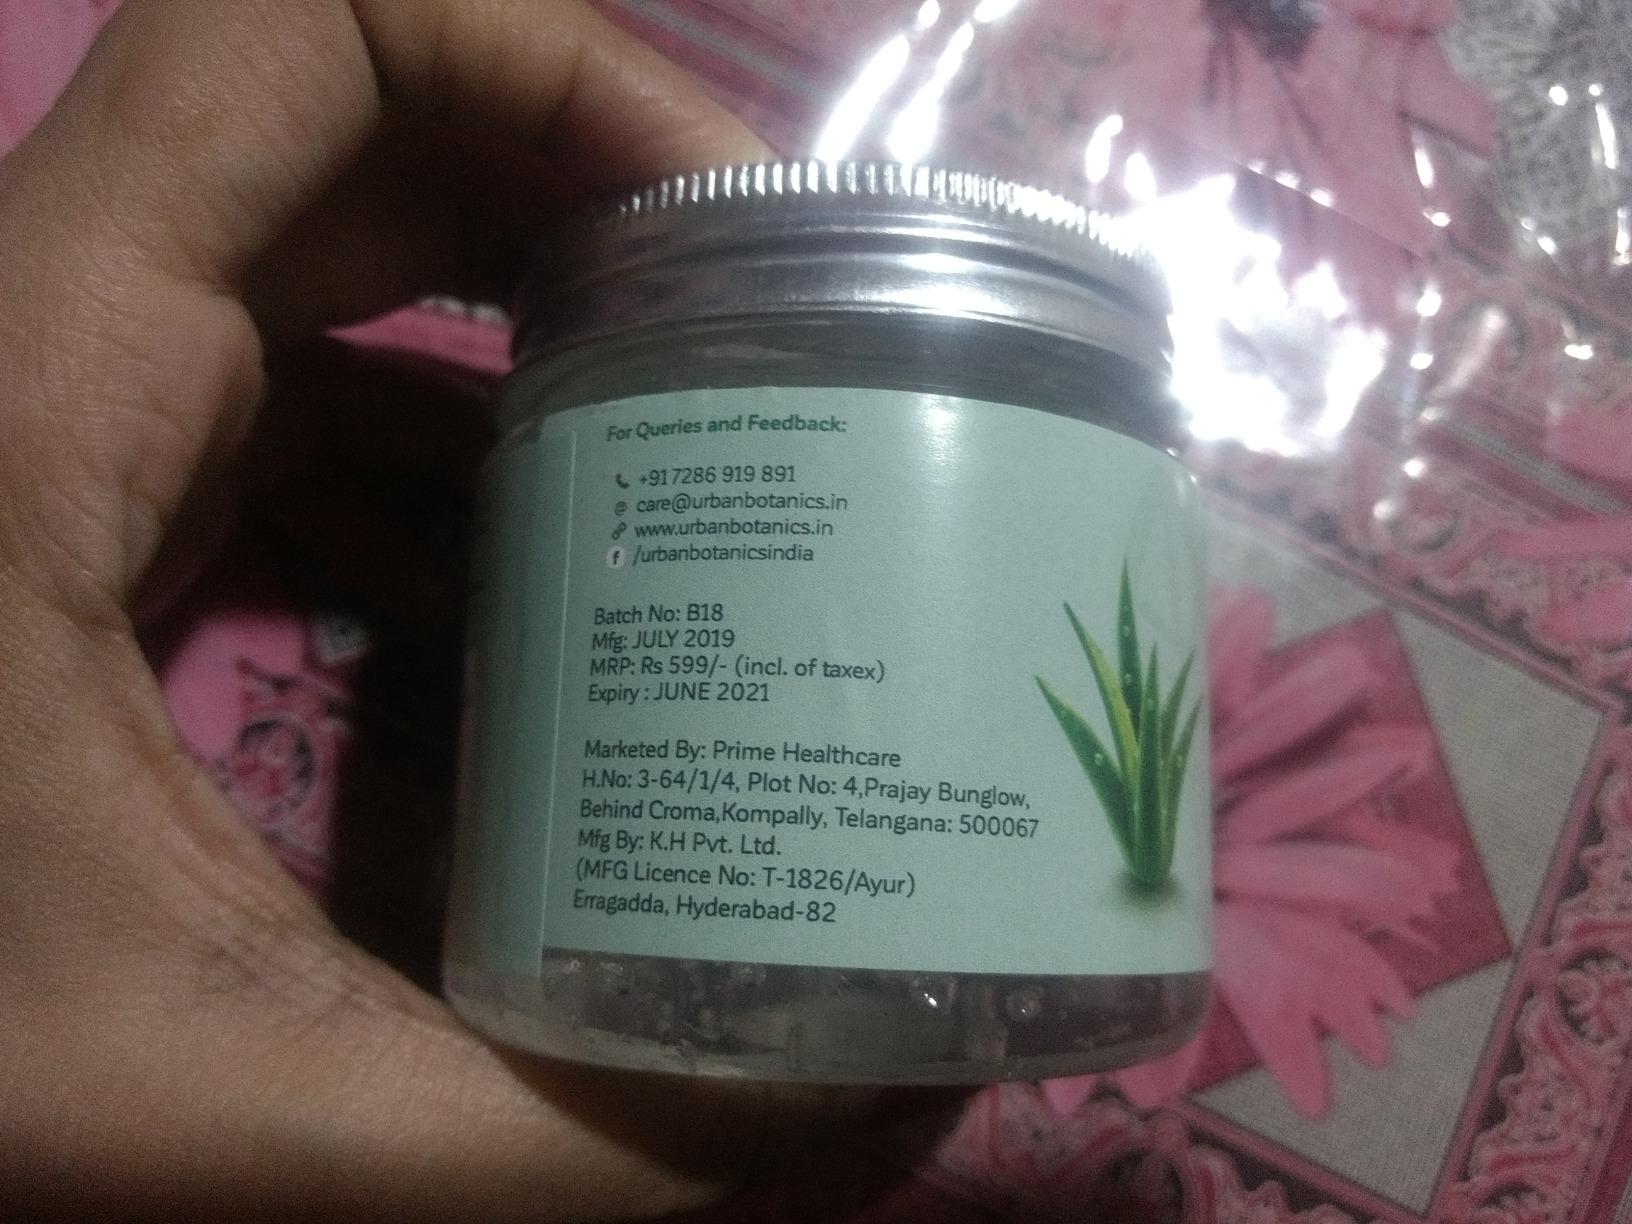 For Queries and Feedback:
+91 7286 919 891
care@urbanbotanics.in
www.urbanbotanics.in
f /urbanbotanicsindia
Batch No: B18
Mfg: JULY 2019
MRP: Rs 599/- (incl. of taxex)
Expiry : JUNE 2021
Marketed By: Prime Healthcare
H.No: 3-64/1/4, Plot No: 4,Prajay Bunglow,
Behind Croma,Kompally, Telangana: 500067
Mfg By: K.H Pvt. Ltd.
(MFG Licence No: T-1826/Ayur)
Erragadda, Hyderabad-82